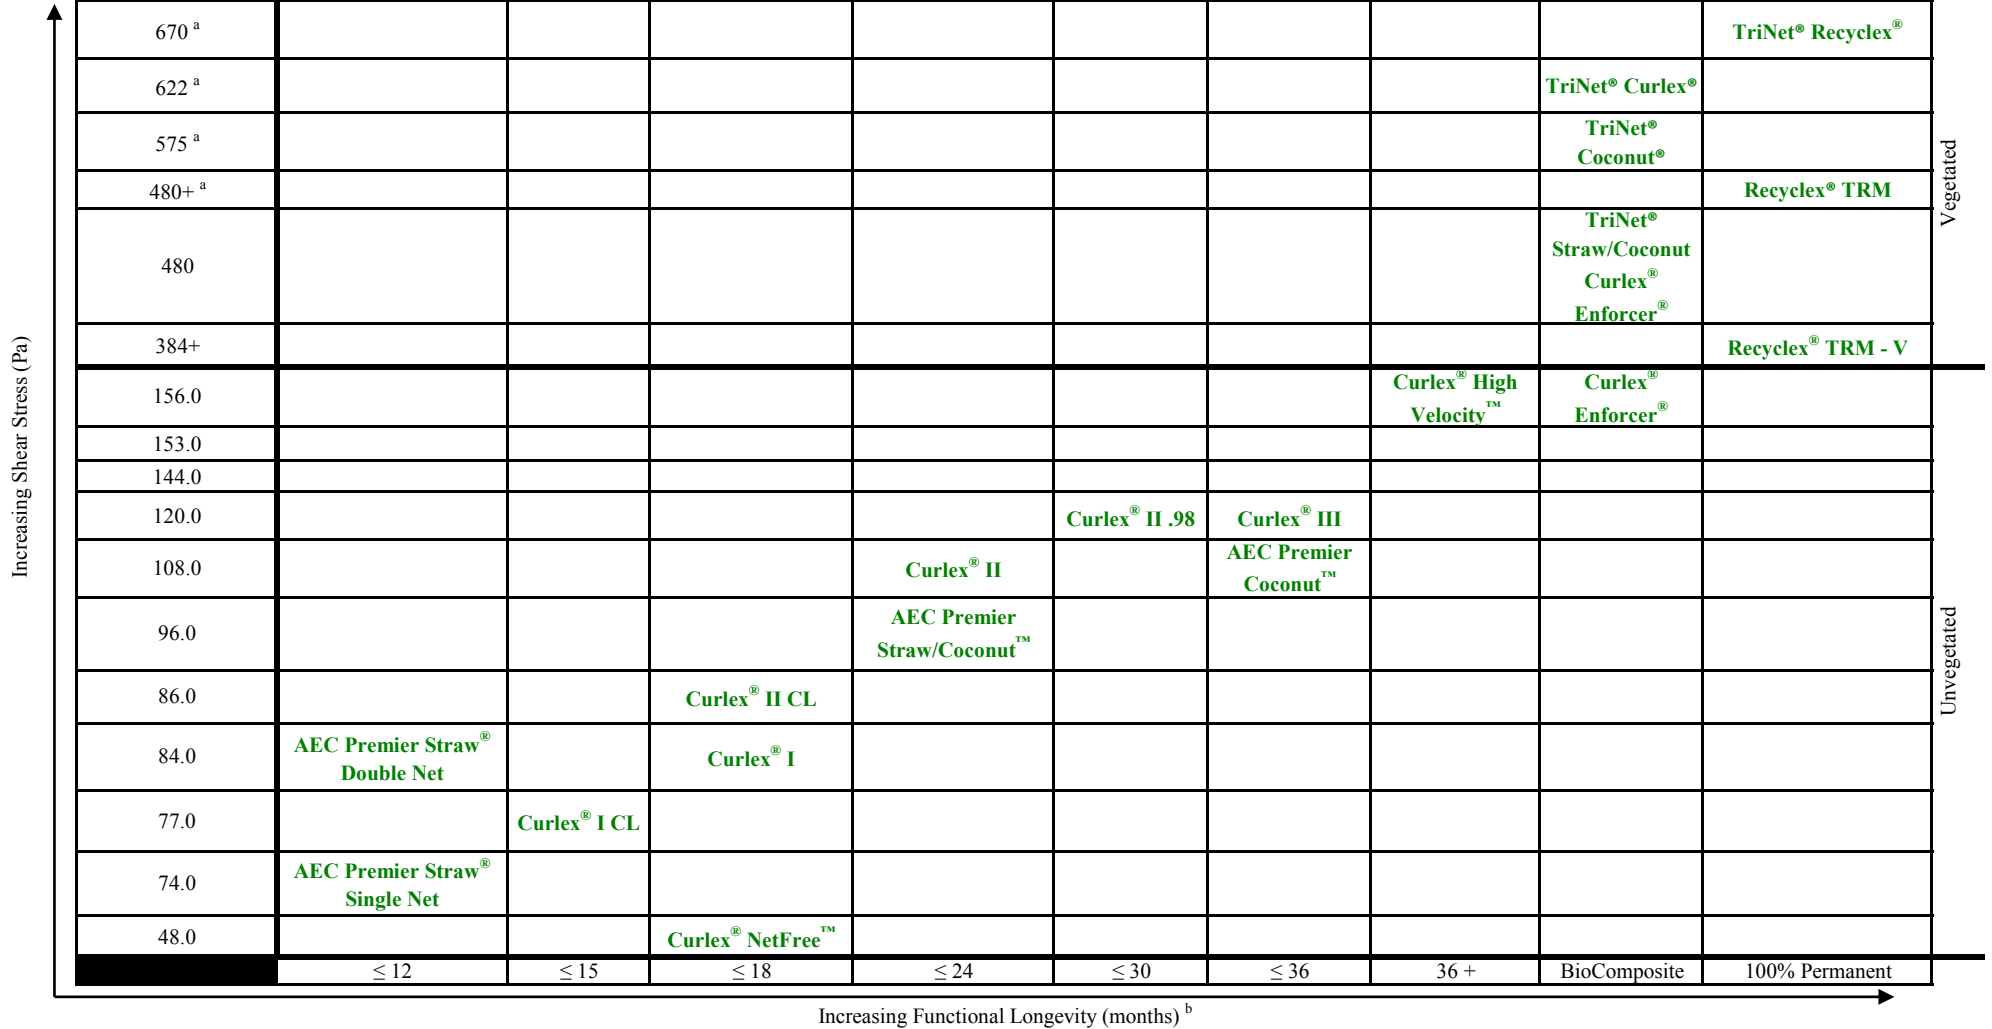 670 a
TriNet® Recyclex®
622 a
TriNet® Curlex®
575 a
TriNet®
Coconut®
480+ a
Recyclex® TRM
480
TriNet®
Straw/Coconut
Curlex®
Enforcer®
384+
Recyclex® TRM - V
Vegetated
156.0
Curlex® High
Velocity™
Curlex®
Enforcer®
153.0
144.0
120.0
Curlex® II .98
Curlex® III
108.0
Curlex® II
AEC Premier
Coconut™
96.0
AEC Premier
Straw/Coconut™
86.0
Curlex® II CL
84.0
AEC Premier Straw®
Double Net
Curlex® I
77.0
Curlex® I CL
74.0
AEC Premier Straw®
Single Net
48.0
Curlex® NetFree™
Unvegetated
≤ 12
≤ 15
≤ 18
≤ 24
≤ 30
≤ 36
36 +
BioComposite
100% Permanent
Increasing Shear Stress (Pa)
Increasing Functional Longevity (months) b